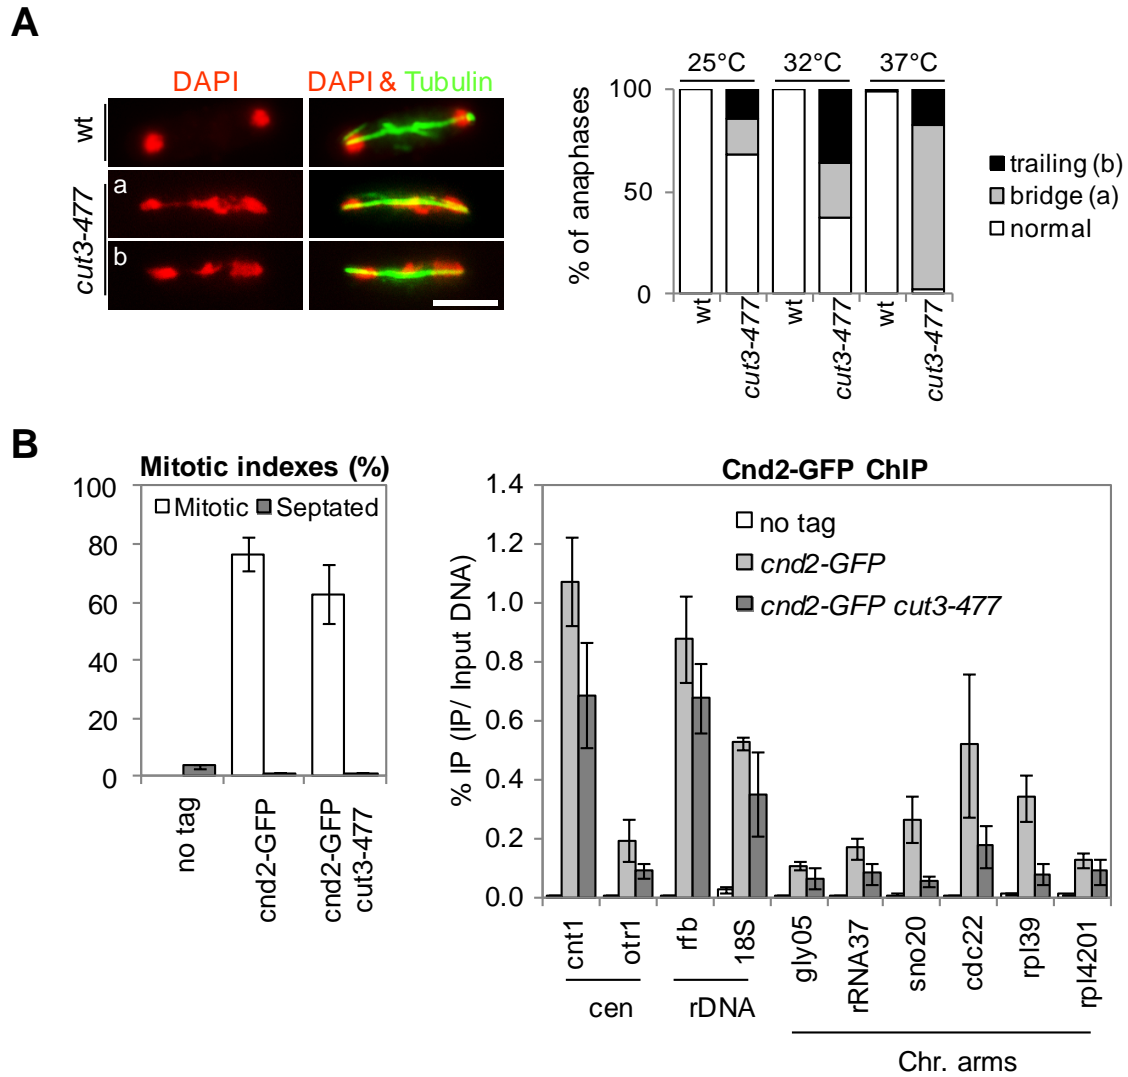 A
DAPI
DAPI & Tubulin
wt
cut3-477
a
b
% of anaphases
100
50
0
25°C
32°C
37°C
wt
cut3-477
wt
cut3-477
wt
cut3-477
trailing (b)
bridge (a)
normal
B
Mitotic indexes (%)
Mitotic
Septated
100
80
60
40
20
0
no tag
cnd2-GFP
cnd2-GFP
cut3-477
Cnd2-GFP ChIP
% IP (IP/ Input DNA)
1.4
1.2
1.0
0.8
0.6
0.4
0.2
0.0
no tag
cnd2-GFP
cnd2-GFP cut3-477
cnt1
otr1
rfb
18S
gly05
rRNA37
sno20
cdc22
rpl39
rpl4201
cen
rDNA
Chr. arms